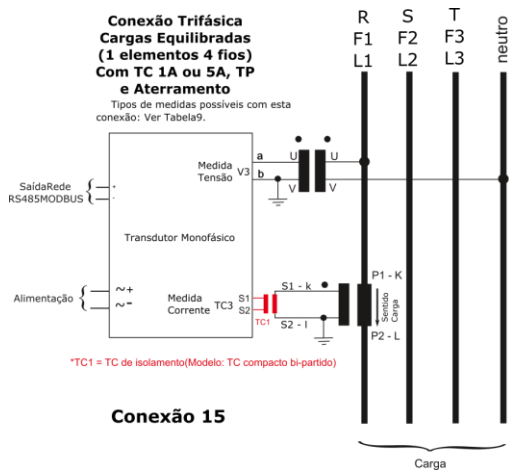 Conexão Trifásica
Cargas Equilibradas
(1 elementos 4 fios)
Com TC 1A ou 5A, TP
e Aterramento
Tipos de medidas possíveis com esta
conexão: Ver Tabela9.
R S T
F1 F2 F3
L1 L2 L3
neutro
Medida
Tensão V3
a
b
U U
V V
SaídaRede
RS485MODBUS
+
-
Transdutor Monofásico
Alimentação
~+
~-
Medida
Corrente TC3
S1
S2
TC1
S1 - k
S2 - l
P1 - K
Sentido
Carga
P2 - L
*TC1 = TC de isolamento(Modelo: TC compacto bi-partido)
Conexão 15
Carga